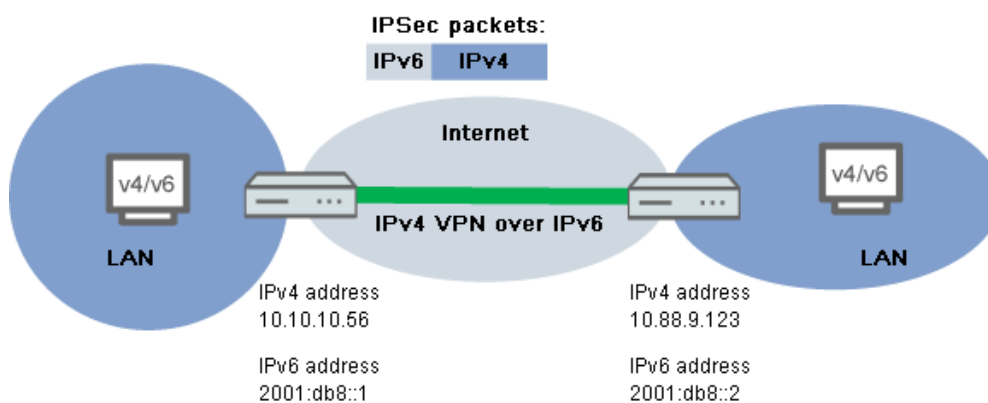 IPSec packets:
IPv6 IPv4
Internet
v4/v6
v4/v6
IPv4 VPN over IPv6
LAN
LAN
IPv4 address
10.10.10.56
IPv6 address
2001:db8::1
IPv4 address
10.88.9.123
IPv6 address
2001:db8::2